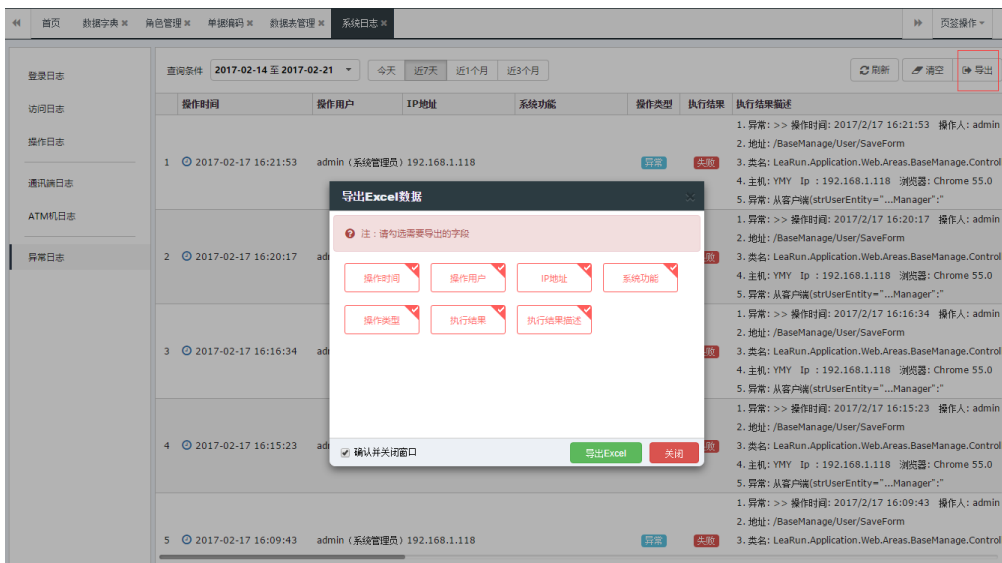 首页 数据字典 角色管理 单据编码 数据表管理 系统日志 页签操作
登录日志
访问日志
操作日志
通讯端日志
ATM机日志
异常日志
查询条件 2017-02-14 至 2017-02-21 今天 近7天 近1个月 近3个月 刷新 清空 导出
操作时间 操作用户 IP地址 系统功能 操作类型 执行结果 执行结果描述
1 2017-02-17 16:21:53 admin（系统管理员） 192.168.1.118 异常 失败
1. 异常: >> 操作时间: 2017/2/17 16:21:53 操作人: admin
2. 地址: /BaseManage/User/SaveForm
3. 类名: LeaRun.Application.Web.Areas.BaseManage.Control
4. 主机: YMY Ip : 192.168.1.118 浏览器: Chrome 55.0
5. 异常: 从客户端(strUserEntity="...Manager":"
2 2017-02-17 16:20:17
1. 异常: >> 操作时间: 2017/2/17 16:20:17 操作人: admin
2. 地址: /BaseManage/User/SaveForm
3. 类名: LeaRun.Application.Web.Areas.BaseManage.Control
4. 主机: YMY Ip : 192.168.1.118 浏览器: Chrome 55.0
5. 异常: 从客户端(strUserEntity="...Manager":"
3 2017-02-17 16:16:34
1. 异常: >> 操作时间: 2017/2/17 16:16:34 操作人: admin
2. 地址: /BaseManage/User/SaveForm
3. 类名: LeaRun.Application.Web.Areas.BaseManage.Control
4. 主机: YMY Ip : 192.168.1.118 浏览器: Chrome 55.0
5. 异常: 从客户端(strUserEntity="...Manager":"
4 2017-02-17 16:15:23
1. 异常: >> 操作时间: 2017/2/17 16:15:23 操作人: admin
2. 地址: /BaseManage/User/SaveForm
3. 类名: LeaRun.Application.Web.Areas.BaseManage.Control
4. 主机: YMY Ip : 192.168.1.118 浏览器: Chrome 55.0
5. 异常: 从客户端(strUserEntity="...Manager":"
5 2017-02-17 16:09:43 admin（系统管理员） 192.168.1.118 异常 失败
1. 异常: >> 操作时间: 2017/2/17 16:09:43 操作人: admin
2. 地址: /BaseManage/User/SaveForm
3. 类名: LeaRun.Application.Web.Areas.BaseManage.Control
导出Excel数据
注：请勾选需要导出的字段
操作时间 操作用户 IP地址 系统功能
操作类型 执行结果 执行结果描述
确认并关闭窗口 导出Excel 关闭